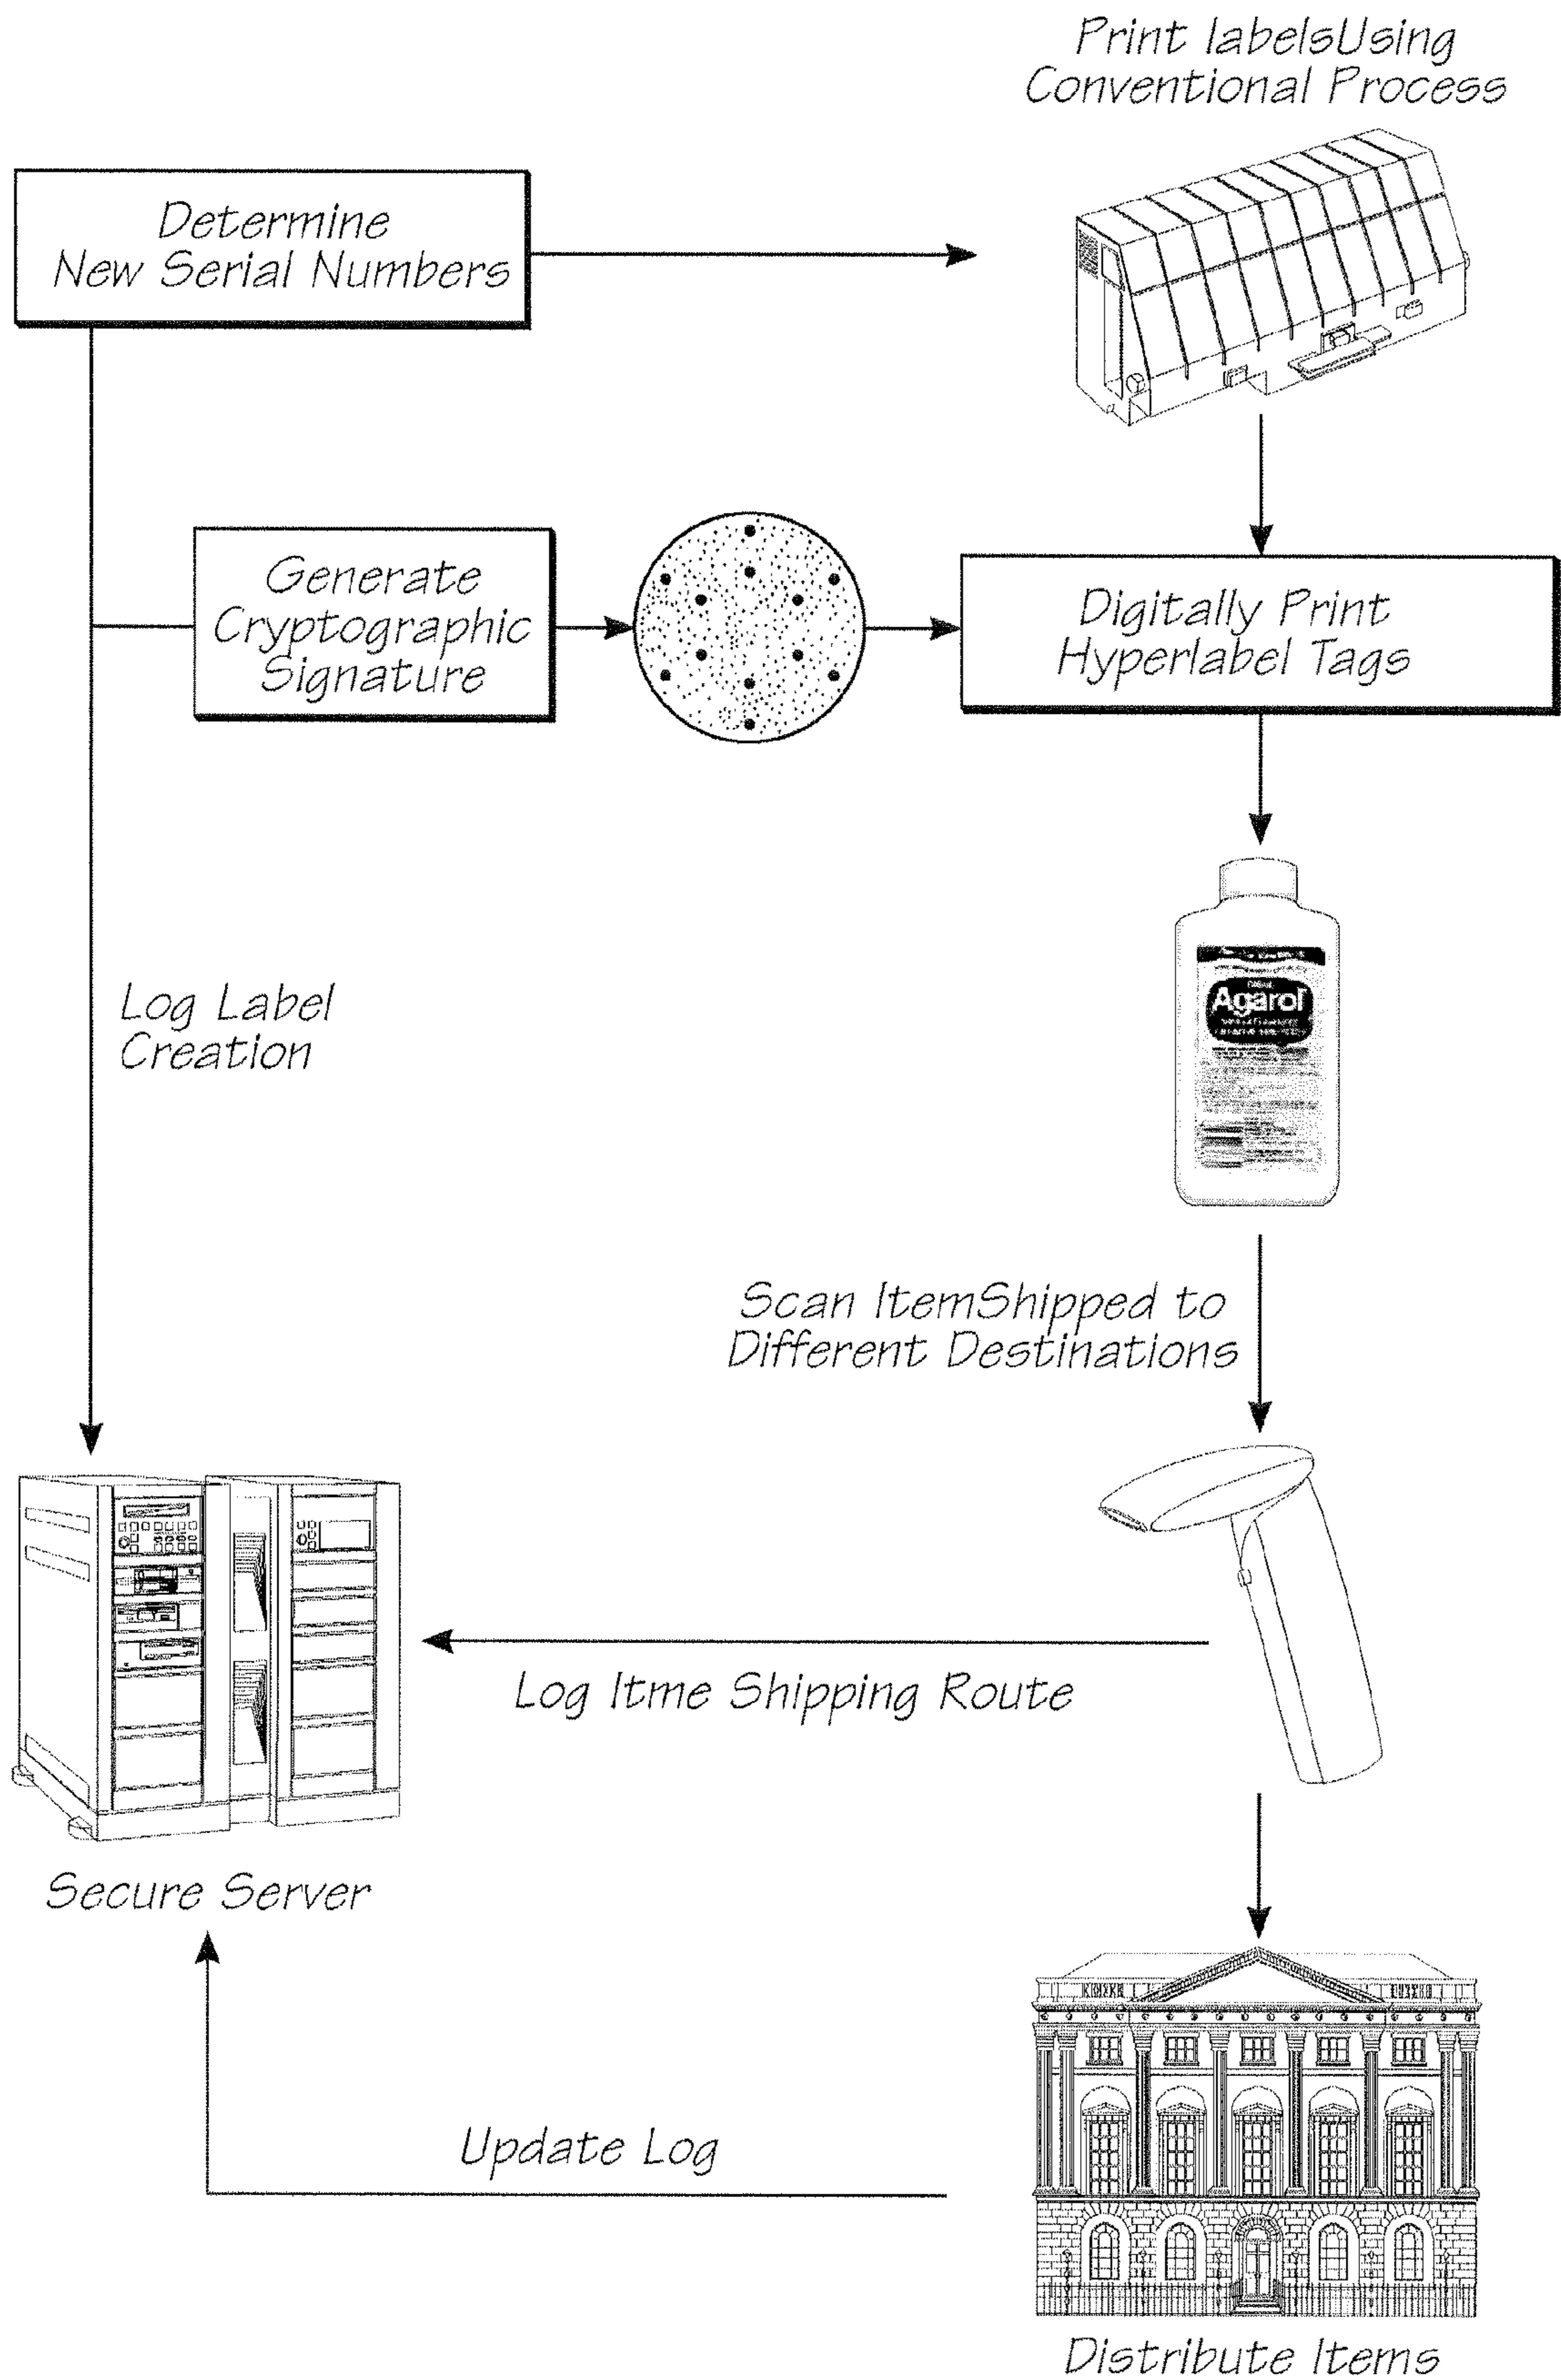 Print labelsUsing
Conventional Process
Determine
New Serial Numbers
Generate
Cryptographic
Signature
Digitally Print
Hyperlabel Tags
Agarol
Log Label
Creation
Scan ItemShipped to
Different Destinations
Log Itme Shipping Route
Secure Server
Update Log
Distribute Items